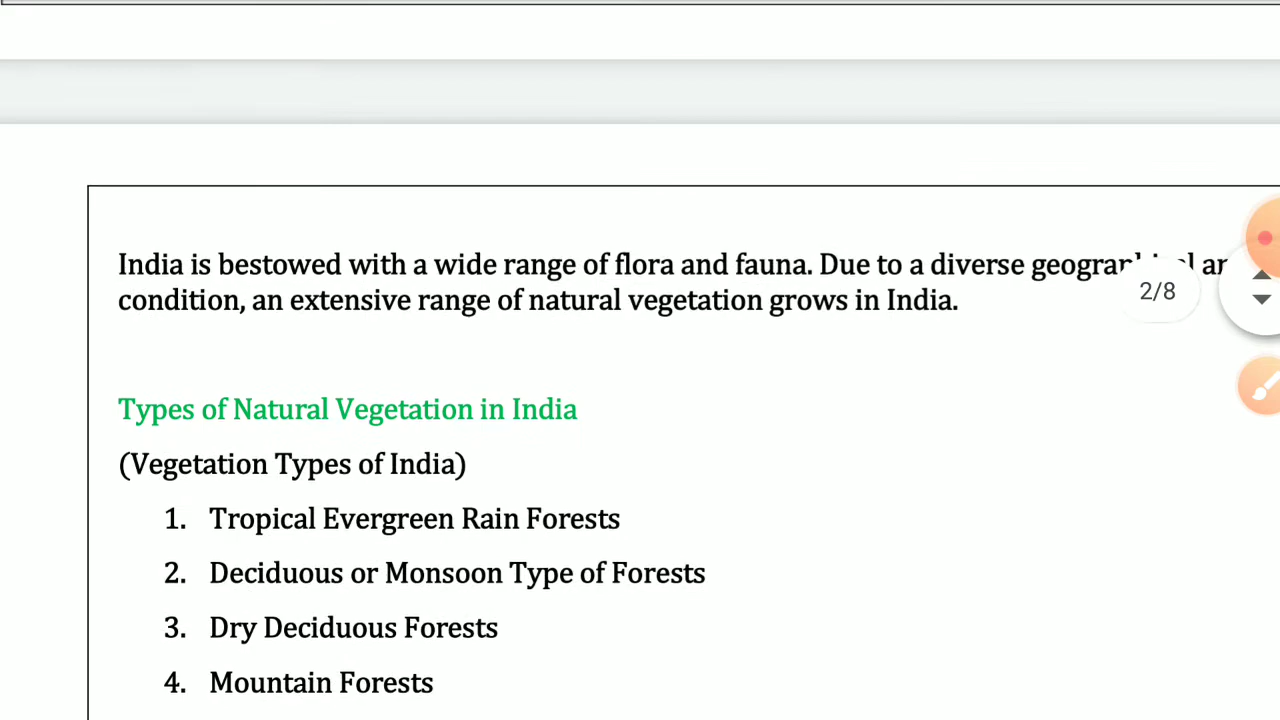 India is bestowed with a wide range of flora and fauna. Due to a diverse
condition, an extensive range of natural vegetation grows in India.
2/8
Types of Natural Vegetation in India
(Vegetation Types of India)
1. Tropical Evergreen Rain Forests
2. Deciduous or Monsoon Type of Forests
3. Dry Deciduous Forests
4. Mountain Forests